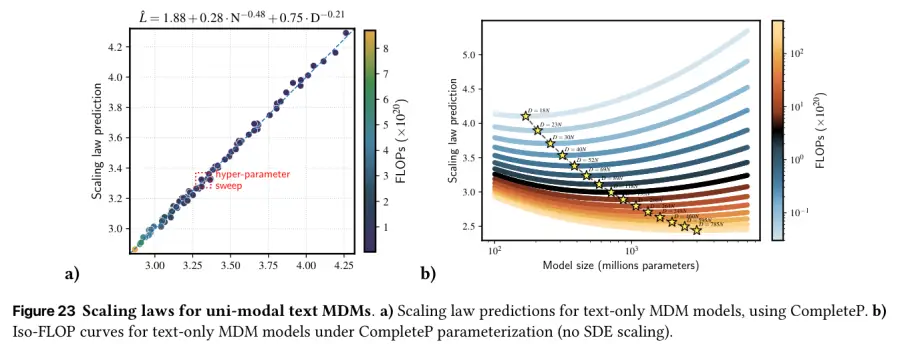 L̂ = 1.88 + 0.28 · N^−0.48 + 0.75 · D^−0.21
4.2
4.0
3.8
3.6
3.4
3.2
3.0
Scaling law prediction
hyper-parameter
sweep
3.00 3.25 3.50 3.75 4.00 4.25
8
7
6
5
4
3
2
1
FLOPs (×10^20)
a)
5.0
4.5
4.0
3.5
3.0
2.5
Scaling law prediction
D = 18N
D = 23N
D = 30N
D = 40N
D = 52N
D = 69N
D = 785N
10^2 10^3
Model size (millions parameters)
10^2
10^1
10^0
10^−1
FLOPs (×10^20)
b)
Figure 23 Scaling laws for uni-modal text MDMs. a) Scaling law predictions for text-only MDM models, using CompleteP. b)
Iso-FLOP curves for text-only MDM models under CompleteP parameterization (no SDE scaling).